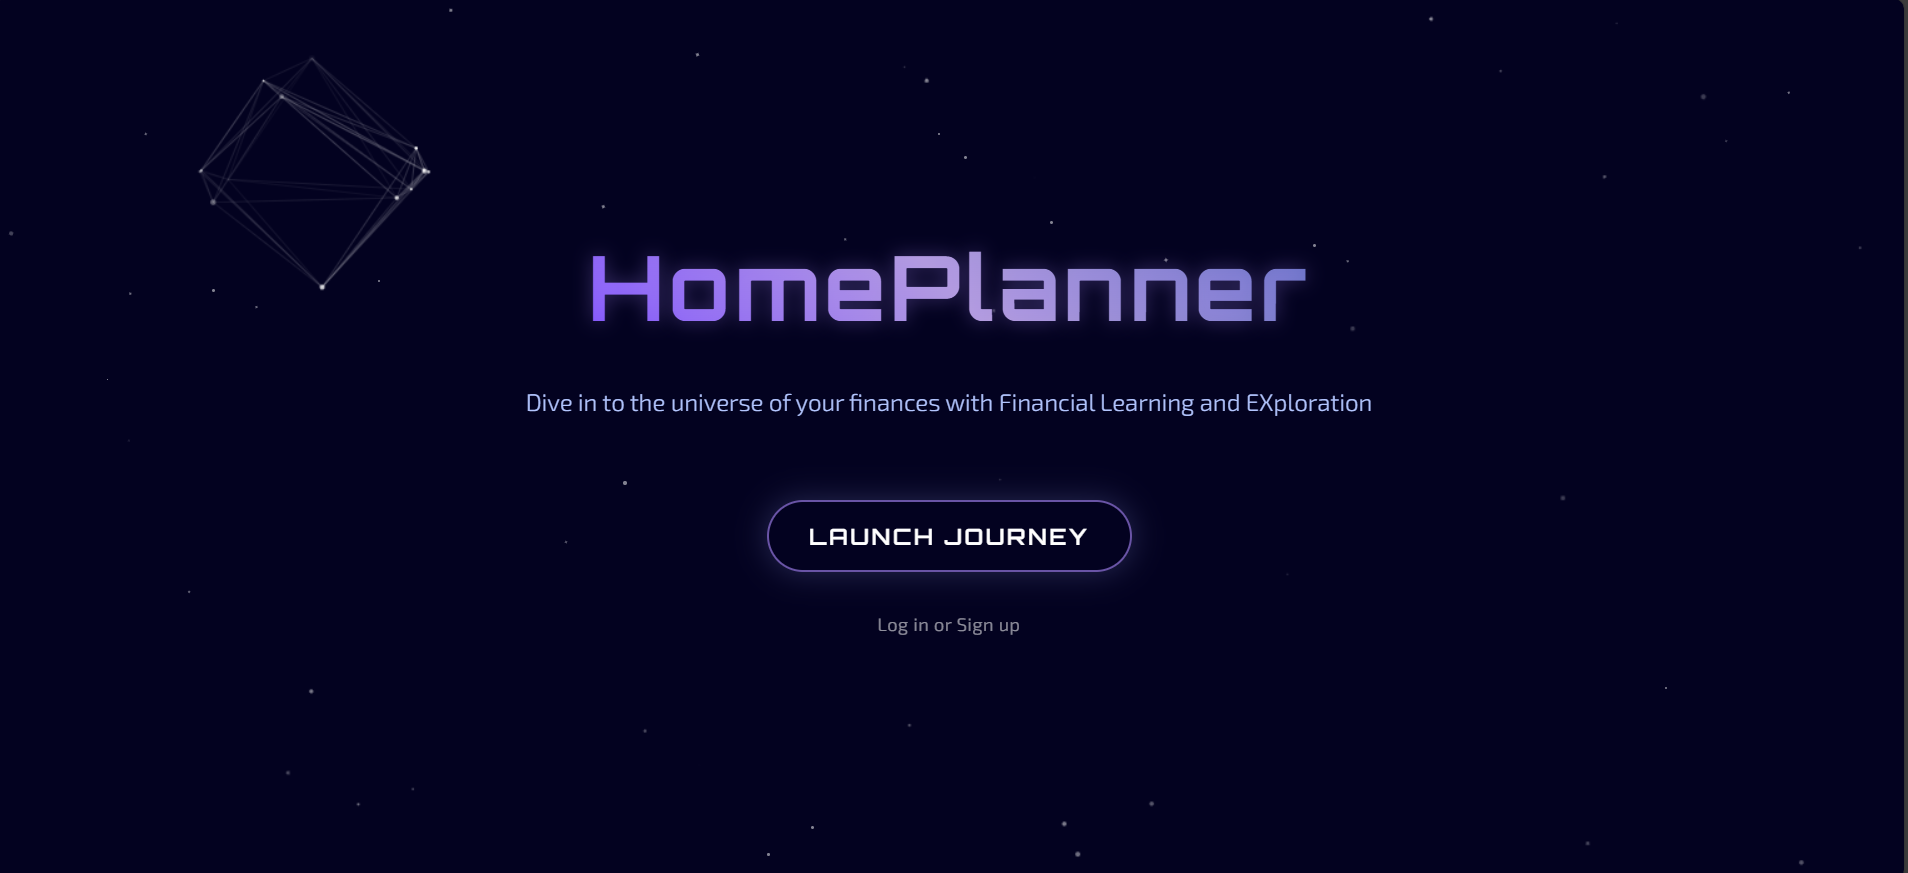 HomePlanner
Dive in to the universe of your finances with Financial Learning and EXploration
LAUNCH JOURNEY
Log in or Sign up